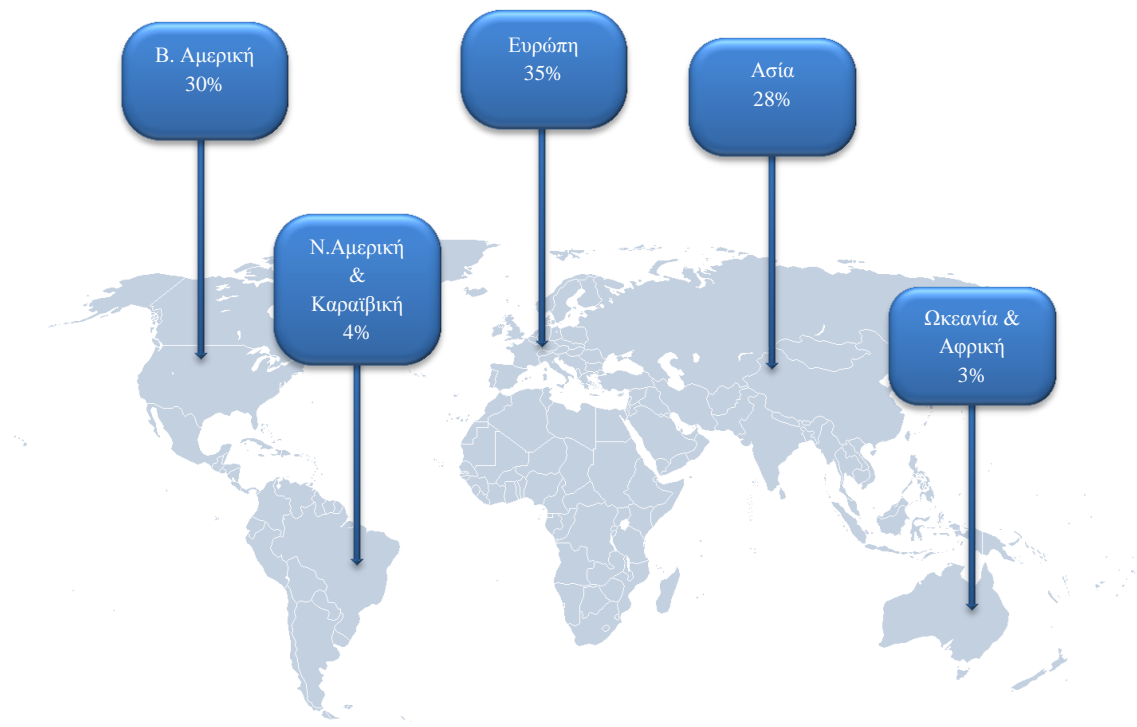 Β. Αμερική
30%
Ευρώπη
35%
Ασία
28%
Ν.Αμερική
&
Καραϊβική
4%
Ωκεανία &
Αφρική
3%